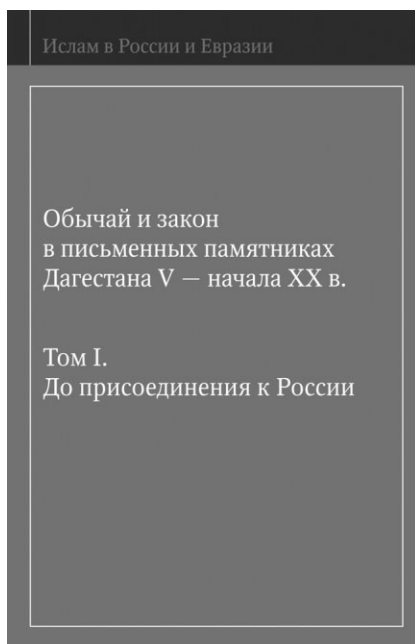 Ислам в России и Евразии
Обычай и закон
в письменных памятниках
Дагестана V — начала XX в.
Том I.
До присоединения к России